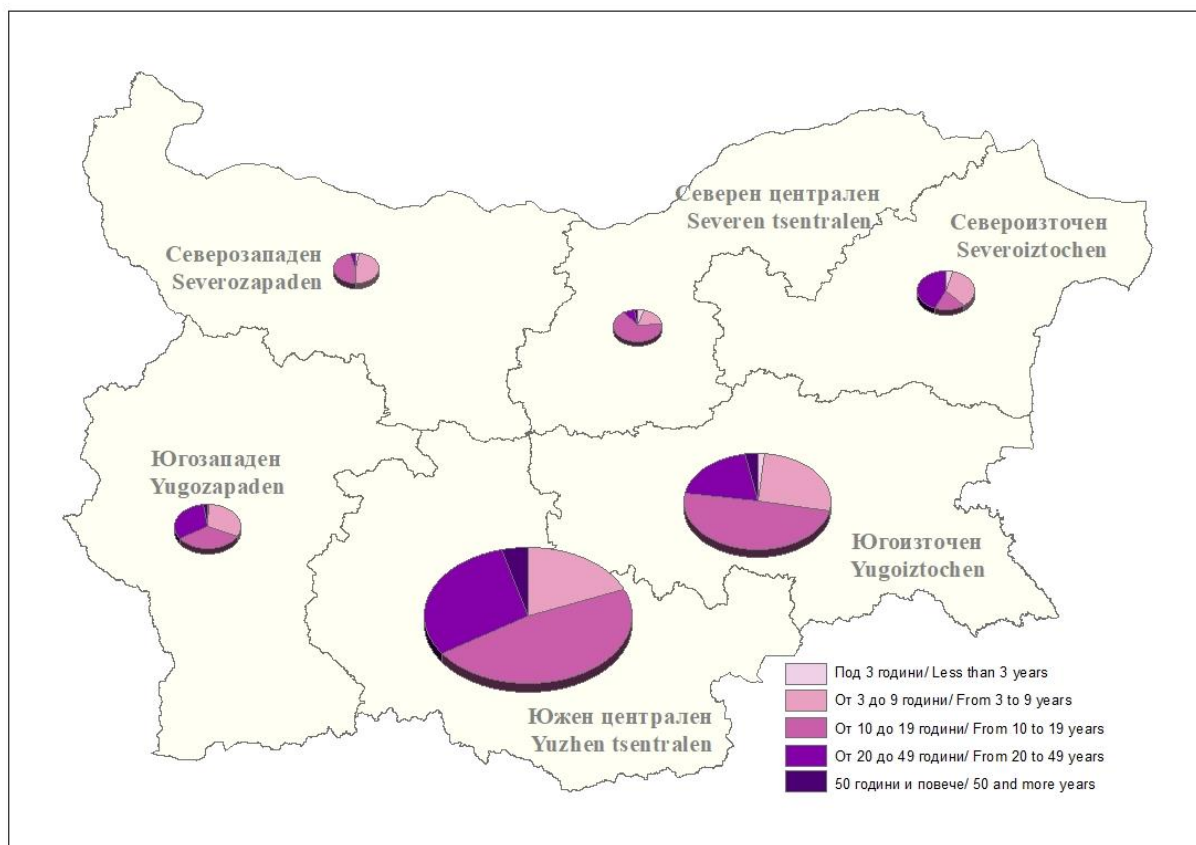 Северен централен
Severen tsentralen
Североизточен
Severoiztochen
Северозападен
Severozapaden
Югозападен
Yugozapaden
Югоизточен
Yugoiztochen
Южен централен
Yuzhen tsentralen
Под 3 години/ Less than 3 years
От 3 до 9 години/ From 3 to 9 years
От 10 до 19 години/ From 10 to 19 years
От 20 до 49 години/ From 20 to 49 years
50 години и повече/ 50 and more years